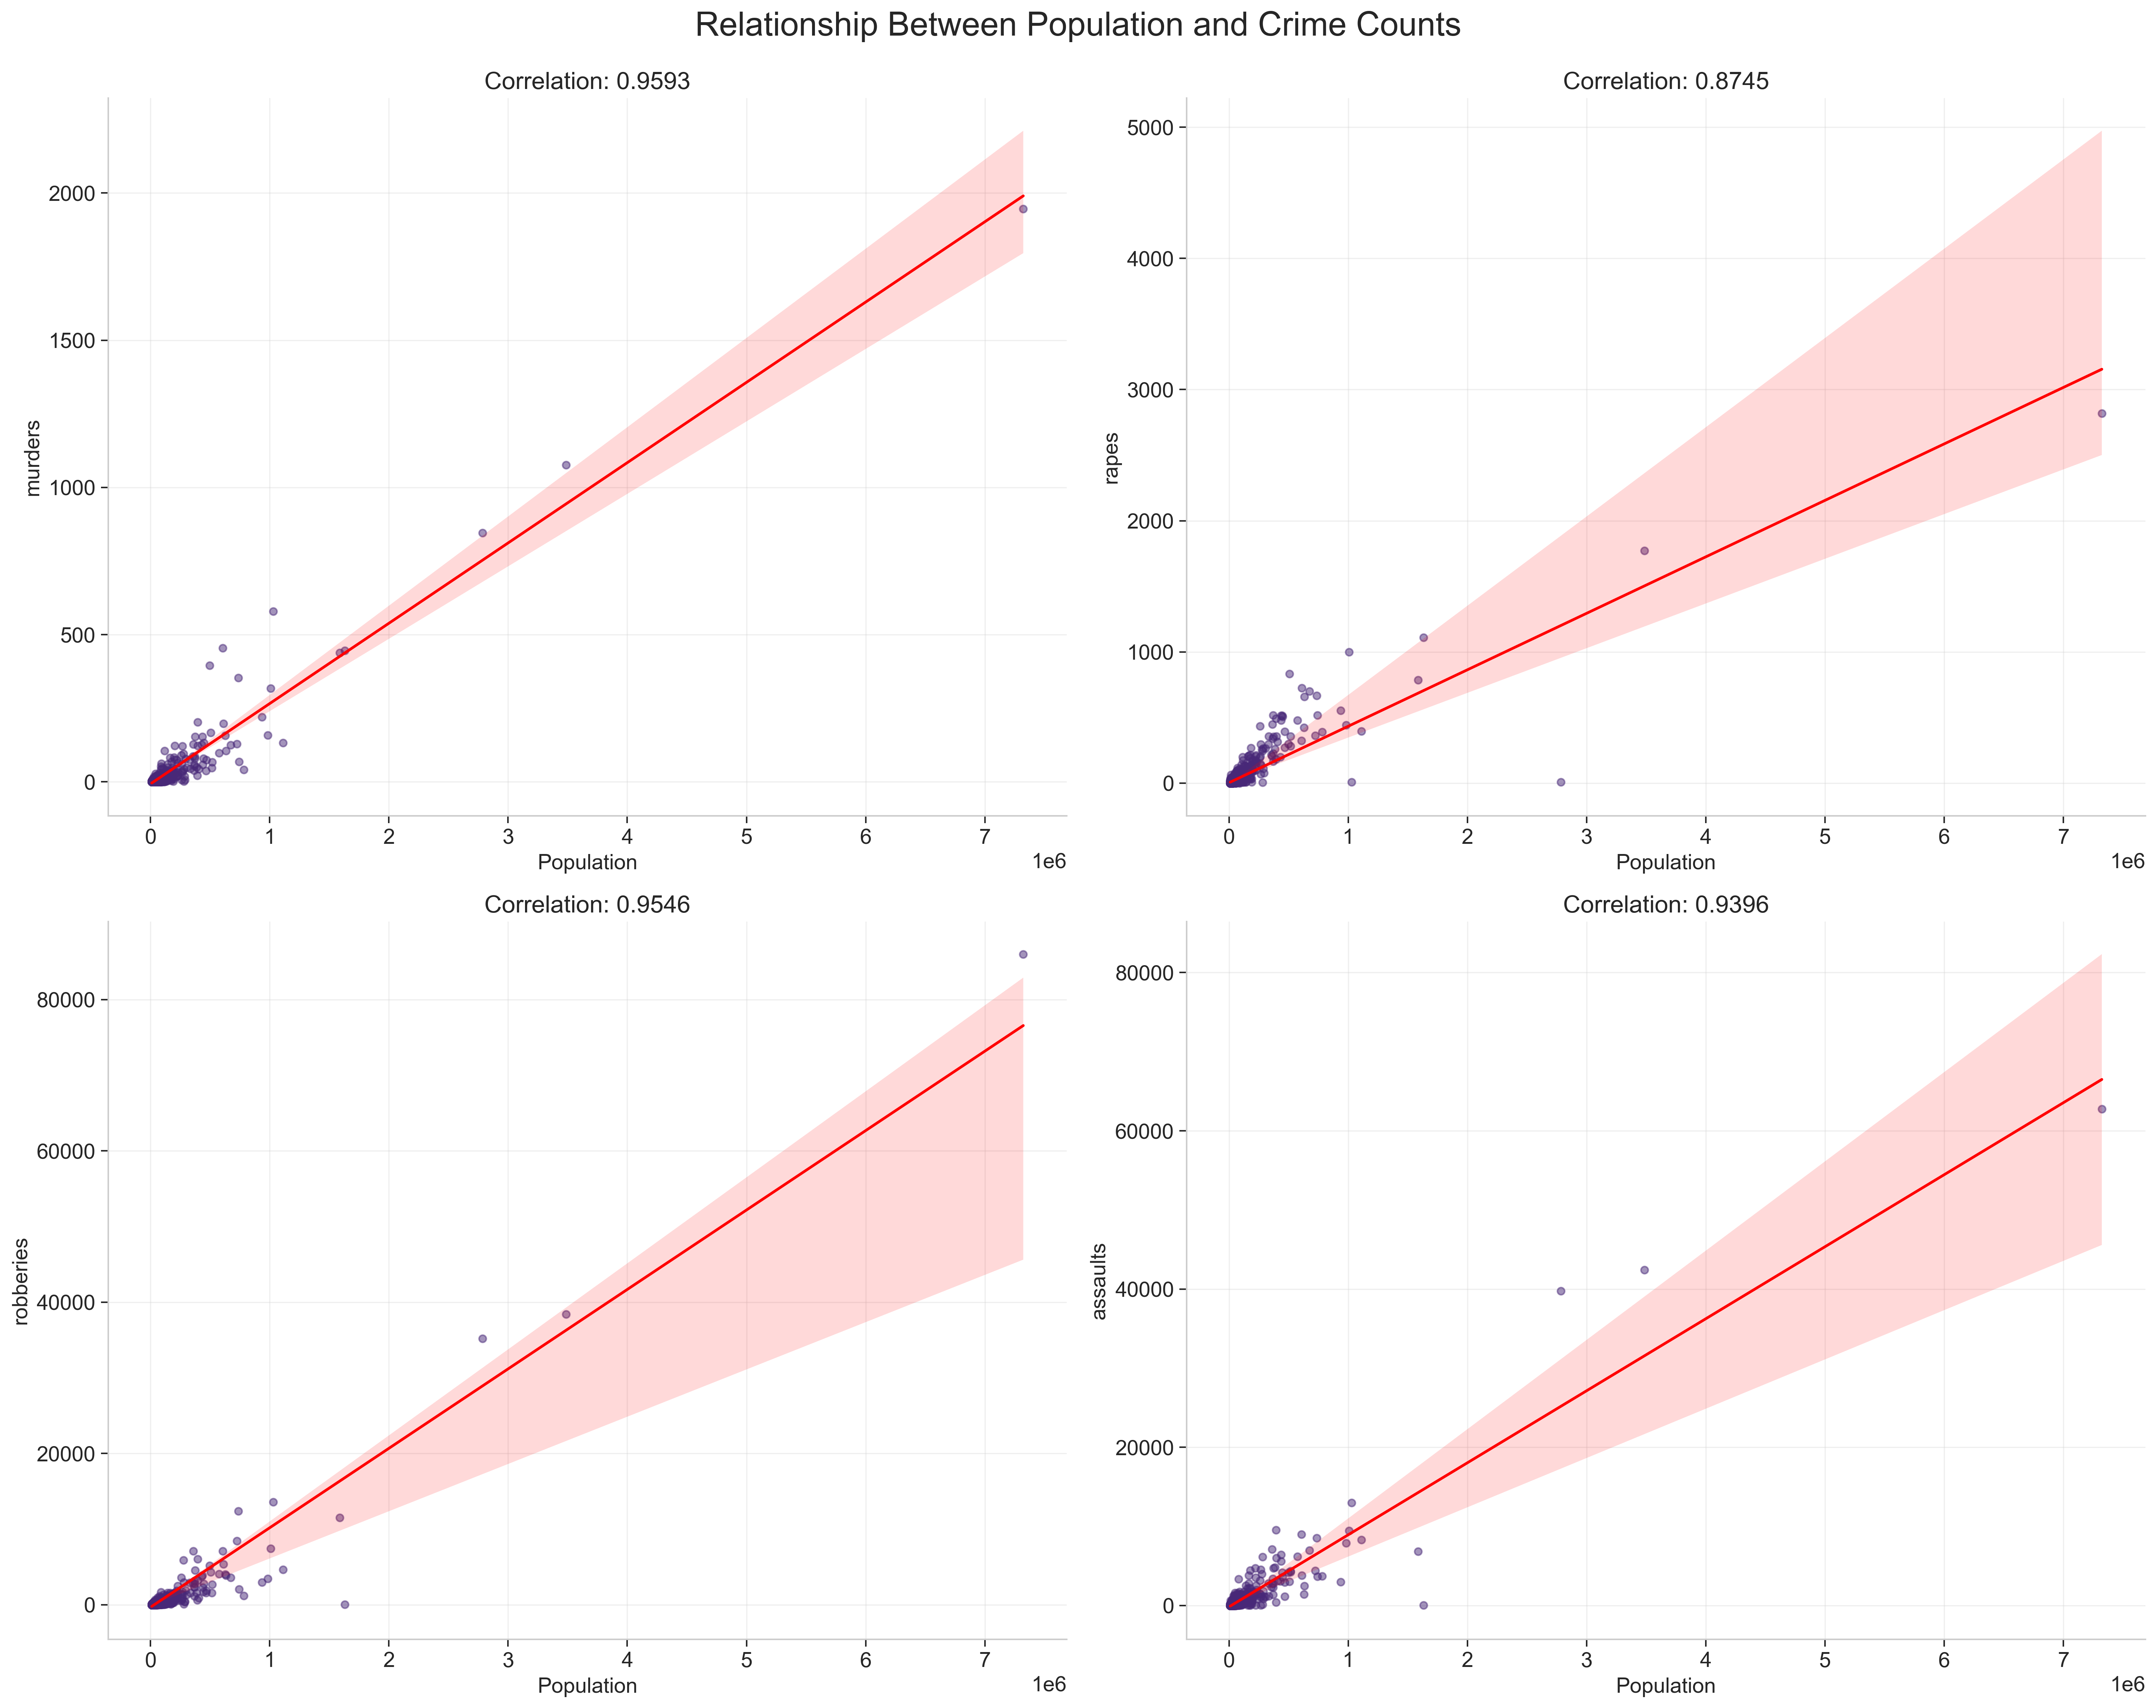 Relationship Between Population and Crime Counts
Correlation: 0.9593
murders
2000
1500
1000
500
0
0 1 2 3 4 5 6 7
1e6
Population
Correlation: 0.8745
rapes
5000
4000
3000
2000
1000
0
0 1 2 3 4 5 6 7
1e6
Population
Correlation: 0.9546
robberies
80000
60000
40000
20000
0
0 1 2 3 4 5 6 7
1e6
Population
Correlation: 0.9396
assaults
80000
60000
40000
20000
0
0 1 2 3 4 5 6 7
1e6
Population